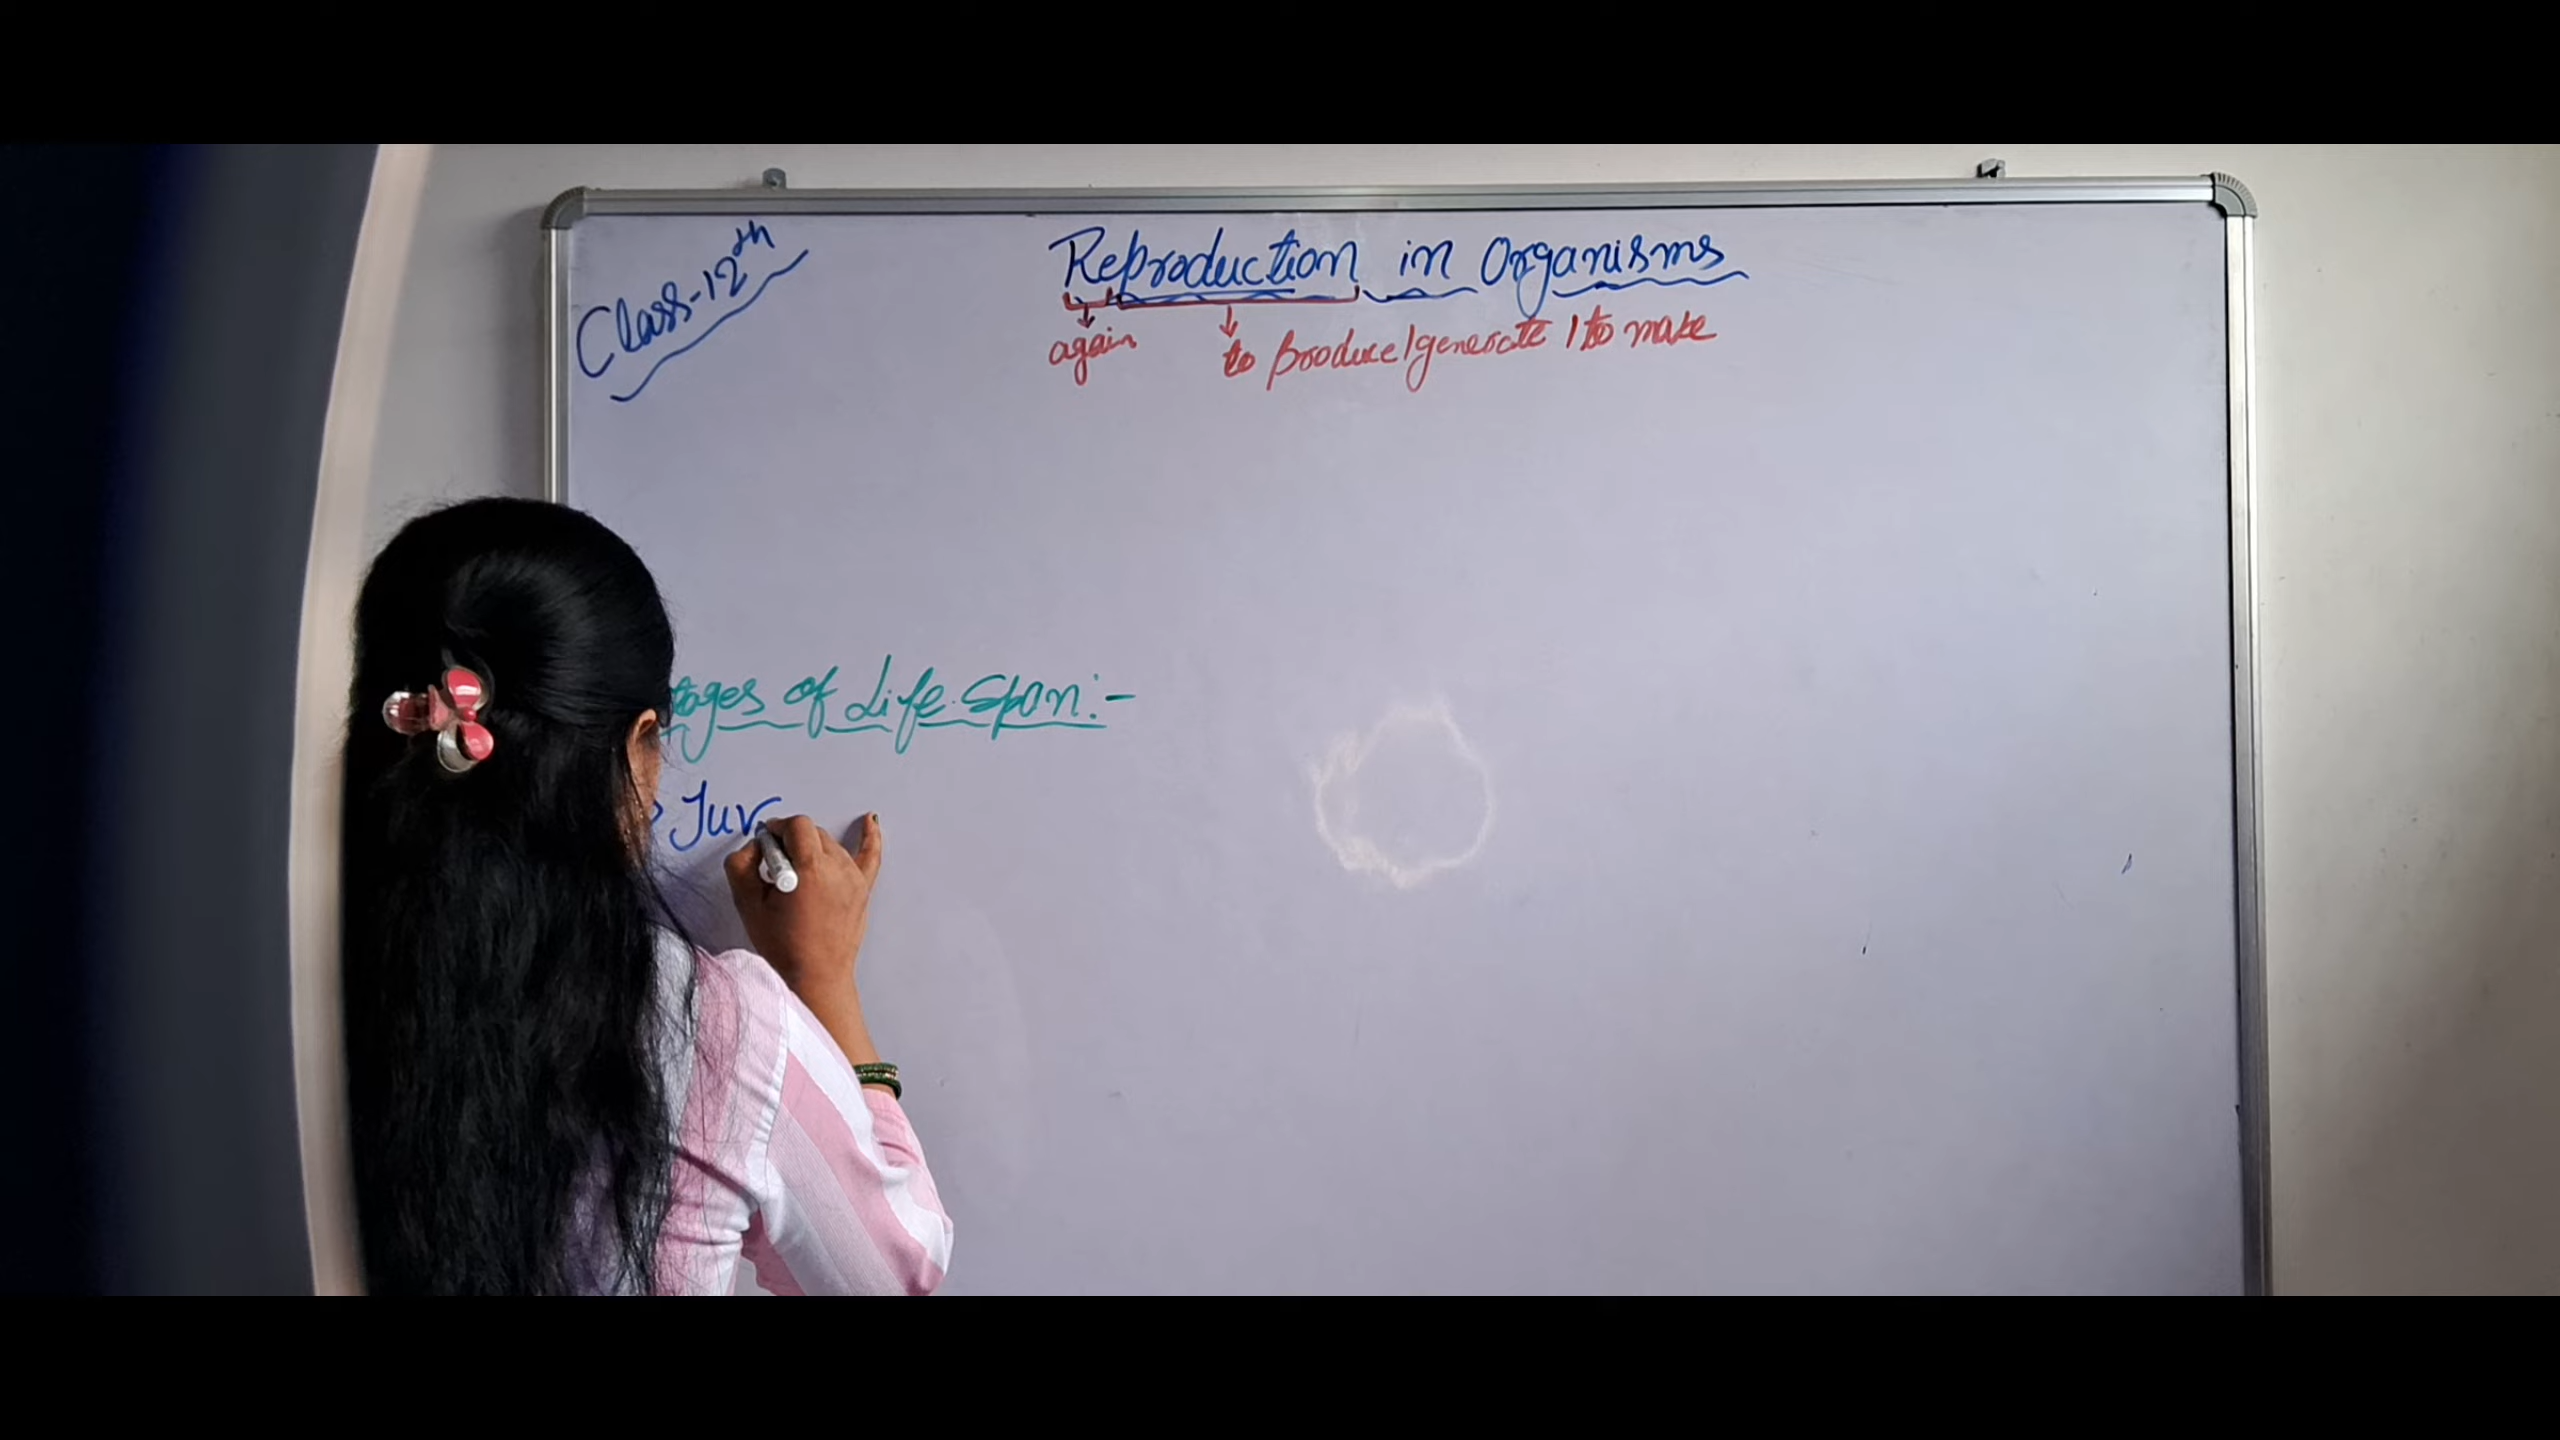 Class-12th
Reproduction in Organisms
again to produce/generate/to make
tages of Life Span:-
Juv